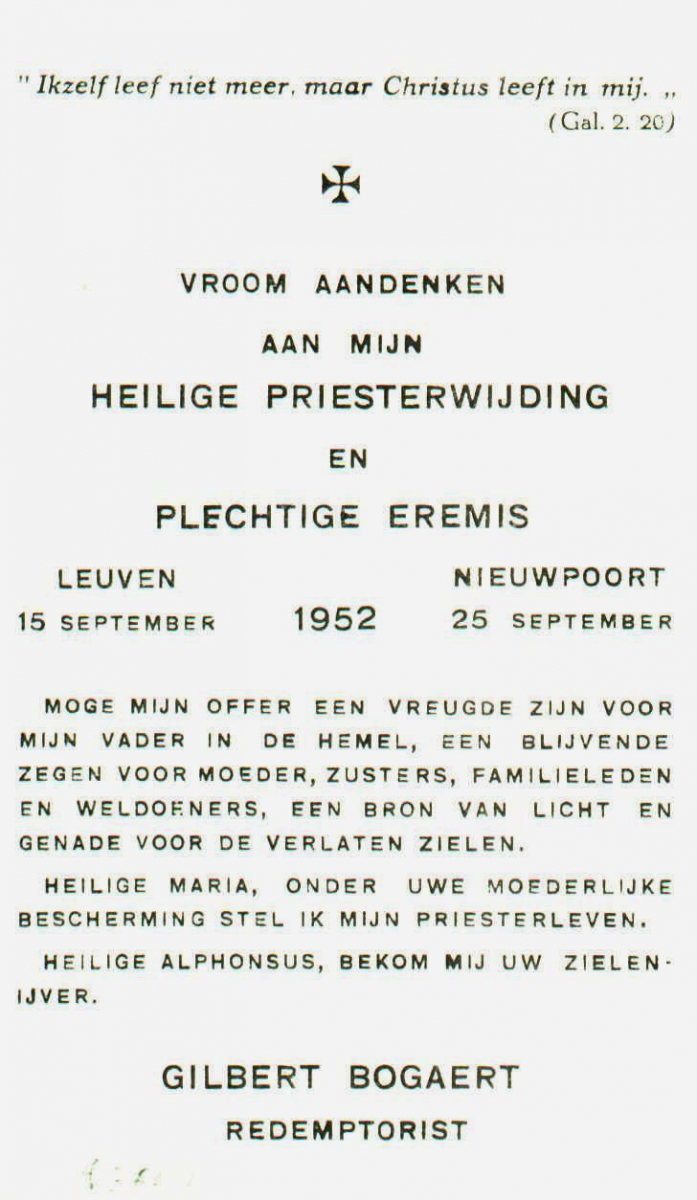 " Ikzelf leef niet meer, maar Christus leeft in mij. „
(Gal. 2. 20)
VROOM AANDENKEN
AAN MIJN
HEILIGE PRIESTERWIJDING
EN
PLECHTIGE EREMIS
LEUVEN NIEUWPOORT
15 SEPTEMBER 1952 25 SEPTEMBER
MOGE MIJN OFFER EEN VREUGDE ZIJN VOOR
MIJN VADER IN DE HEMEL, EEN BLIJVENDE
ZEGEN VOOR MOEDER, ZUSTERS, FAMILIELEDEN
EN WELDOENERS, EEN BRON VAN LICHT EN
GENADE VOOR DE VERLATEN ZIELEN.
HEILIGE MARIA, ONDER UWE MOEDERLIJKE
BESCHERMING STEL IK MIJN PRIESTERLEVEN.
HEILIGE ALPHONSUS, BEKOM MIJ UW ZIELEN-
IJVER.
GILBERT BOGAERT
REDEMPTORIST